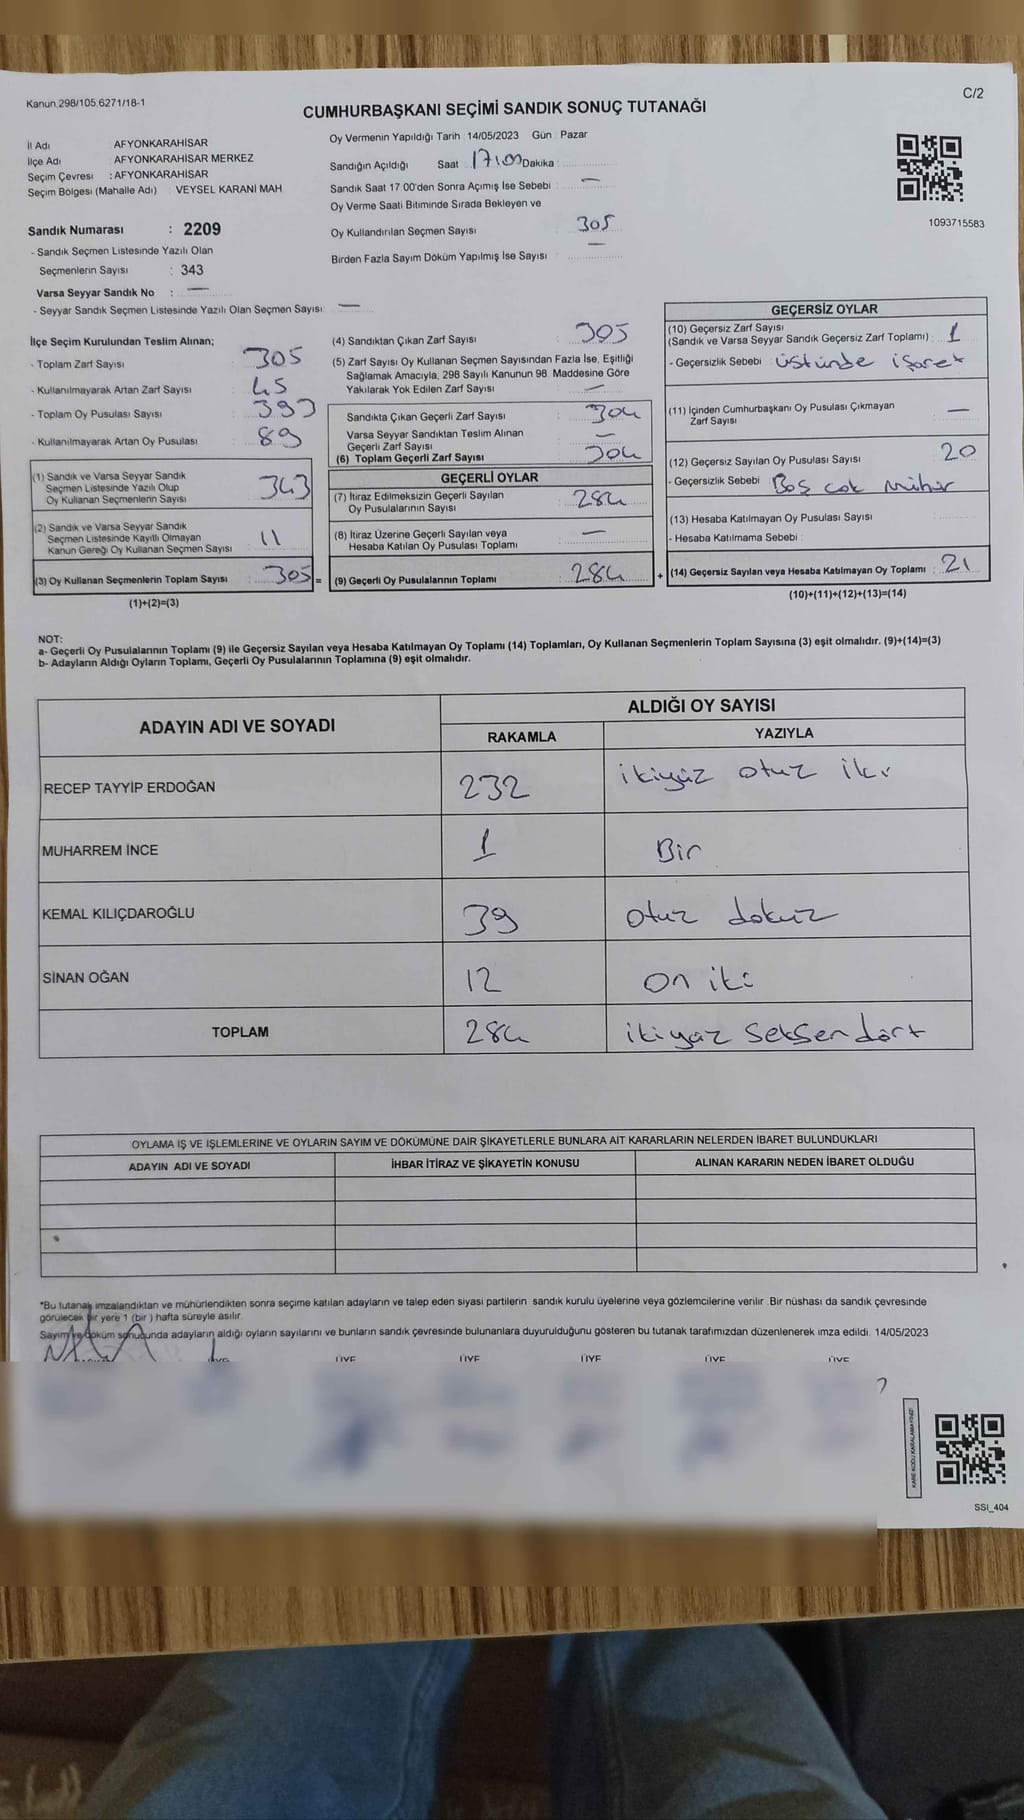 Kanun.298/105.6271/18-1
C/2
CUMHURBAŞKANI SEÇİMİ SANDIK SONUÇ TUTANAĞI
İl Adı AFYONKARAHİSAR
İlçe Adı : AFYONKARAHİSAR MERKEZ
Seçim Çevresi : AFYONKARAHİSAR
Seçim Bölgesi (Mahalle Adı) : VEYSEL KARANİ MAH
Sandık Numarası : 2209
- Sandık Seçmen Listesinde Yazılı Olan
Seçmenlerin Sayısı : 343
Varsa Seyyar Sandık No : —
- Seyyar Sandık Seçmen Listesinde Yazılı Olan Seçmen Sayısı: —
Oy Vermenin Yapıldığı Tarih :14/05/2023 Gün : Pazar
Sandığın Açıldığı Saat 17:00 Dakika :
Sandık Saat 17.00'den Sonra Açımış İse Sebebi : —
Oy Verme Saati Bitiminde Sırada Bekleyen ve
Oy Kullandırılan Seçmen Sayısı 305
Birden Fazla Sayım Döküm Yapılmış İse Sayısı : —
1093715583
İlçe Seçim Kurulundan Teslim Alınan;
- Toplam Zarf Sayısı : 305
- Kullanılmayarak Artan Zarf Sayısı : 45
- Toplam Oy Pusulası Sayısı : 393
- Kullanılmayarak Artan Oy Pusulası : 89
(1) Sandık ve Varsa Seyyar Sandık
Seçmen Listesinde Yazılı Olup
Oy Kullanan Seçmenlerin Sayısı 343
(2) Sandık ve Varsa Seyyar Sandık
Seçmen Listesinde Kayıtlı Olmayan
Kanun Gereği Oy Kullanan Seçmen Sayısı : 11
(3) Oy Kullanan Seçmenlerin Toplam Sayısı : 305 =
(1)+(2)=(3)
(4) Sandıktan Çıkan Zarf Sayısı : 305
(5) Zarf Sayısı Oy Kullanan Seçmen Sayısından Fazla İse, Eşitliği
Sağlamak Amacıyla, 298 Sayılı Kanunun 98. Maddesine Göre
Yakılarak Yok Edilen Zarf Sayısı : —
Sandıkta Çıkan Geçerli Zarf Sayısı : 304
Varsa Seyyar Sandıktan Teslim Alınan
Geçerli Zarf Sayısı : —
(6) Toplam Geçerli Zarf Sayısı : 304
GEÇERLİ OYLAR
(7) İtiraz Edilmeksizin Geçerli Sayılan
Oy Pusulalarının Sayısı : 284
(8) İtiraz Üzerine Geçerli Sayılan veya
Hesaba Katılan Oy Pusulası Toplamı : —
(9) Geçerli Oy Pusulalarının Toplamı : 284 +
GEÇERSİZ OYLAR
(10) Geçersiz Zarf Sayısı
(Sandık ve Varsa Seyyar Sandık Geçersiz Zarf Toplamı) : 1
- Geçersizlik Sebebi : üstünde işaret
(11) İçinden Cumhurbaşkanı Oy Pusulası Çıkmayan
Zarf Sayısı —
(12) Geçersiz Sayılan Oy Pusulası Sayısı : 20
- Geçersizlik Sebebi : Boş çok mühür
(13) Hesaba Katılmayan Oy Pusulası Sayısı :
- Hesaba Katılmama Sebebi :
(14) Geçersiz Sayılan veya Hesaba Katılmayan Oy Toplamı : 21
(10)+(11)+(12)+(13)=(14)
NOT:
a- Geçerli Oy Pusulalarının Toplamı (9) ile Geçersiz Sayılan veya Hesaba Katılmayan Oy Toplamı (14) Toplamları, Oy Kullanan Seçmenlerin Toplam Sayısına (3) eşit olmalıdır. (9)+(14)=(3)
b- Adayların Aldığı Oyların Toplamı, Geçerli Oy Pusulalarının Toplamına (9) eşit olmalıdır.
ADAYIN ADI VE SOYADI ALDIĞI OY SAYISI
RAKAMLA YAZIYLA
RECEP TAYYİP ERDOĞAN 232 ikiyüz otuz iki
MUHARREM İNCE 1 Bir
KEMAL KILIÇDAROĞLU 39 otuz dokuz
SİNAN OĞAN 12 on iki
TOPLAM 284 ikiyüz seksendört
OYLAMA İŞ VE İŞLEMLERİNE VE OYLARIN SAYIM VE DÖKÜMÜNE DAİR ŞİKAYETLERLE BUNLARA AİT KARARLARIN NELERDEN İBARET BULUNDUKLARI
ADAYIN ADI VE SOYADI İHBAR İTİRAZ VE ŞİKAYETİN KONUSU ALINAN KARARIN NEDEN İBARET OLDUĞU
*Bu tutanak imzalandıktan ve mühürlendikten sonra seçime katılan adayların ve talep eden siyasi partilerin sandık kurulu üyelerine veya gözlemcilerine verilir. Bir nüshası da sandık çevresinde
görülecek bir yere 1 (bir ) hafta süreyle asılır.
Sayım ve döküm sonucunda adayların aldığı oyların sayılarını ve bunların sandık çevresinde bulunanlara duyurulduğunu gösteren bu tutanak tarafımızdan düzenlenerek imza edildi. 14/05/2023
ÜYE ÜYE ÜYE ÜYE ÜYE ÜYE
KARE KODU KARALAMAYINIZ!
SSI_404